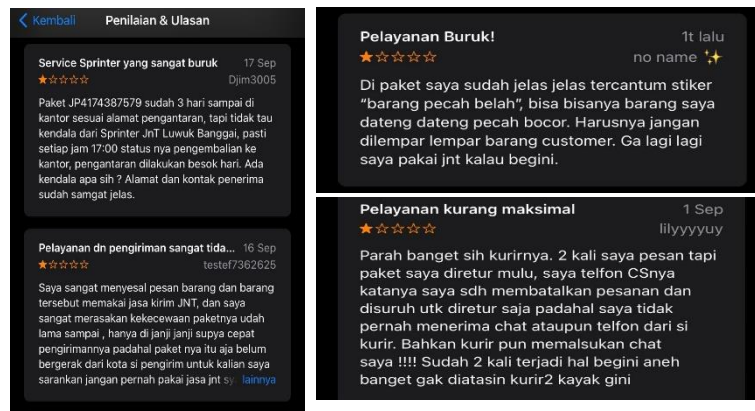 Kembali
Penilaian & Ulasan
Service Sprinter yang sangat buruk
17 Sep
Djim3005
Paket JP4174387579 sudah 3 hari sampai di
kantor sesuai alamat pengantaran, tapi tidak tau
kendala dari Sprinter JnT Luwuk Banggai, pasti
setiap jam 17:00 status nya pengembalian ke
kantor, pengantaran dilakukan besok hari. Ada
kendala apa sih ? Alamat dan kontak penerima
sudah samgat jelas.
Pelayanan dn pengiriman sangat tida...
16 Sep
testef7362625
Saya sangat menyesal pesan barang dan barang
tersebut memakai jasa kirim JNT, dan saya
sangat merasakan kekecewaan paketnya udah
lama sampai , hanya di janji janji supya cepat
pengirimannya padahal paket nya itu aja belum
bergerak dari kota si pengirim untuk kalian saya
sarankan jangan pernah pakai jasa jnt sy lainnya
Pelayanan Buruk!
1t lalu
no name ✨
Di paket saya sudah jelas jelas tercantum stiker
“barang pecah belah”, bisa bisanya barang saya
dateng dateng pecah bocor. Harusnya jangan
dilempar lempar barang customer. Ga lagi lagi
saya pakai jnt kalau begini.
Pelayanan kurang maksimal
1 Sep
lilyyyyuy
Parah banget sih kurirnya. 2 kali saya pesan tapi
paket saya diretur mulu, saya telfon CSnya
katanya saya sdh membatalkan pesanan dan
disuruh utk diretur saja padahal saya tidak
pernah menerima chat ataupun telfon dari si
kurir. Bahkan kurir pun memalsukan chat
saya !!!! Sudah 2 kali terjadi hal begini aneh
banget gak diatasin kurir2 kayak gini